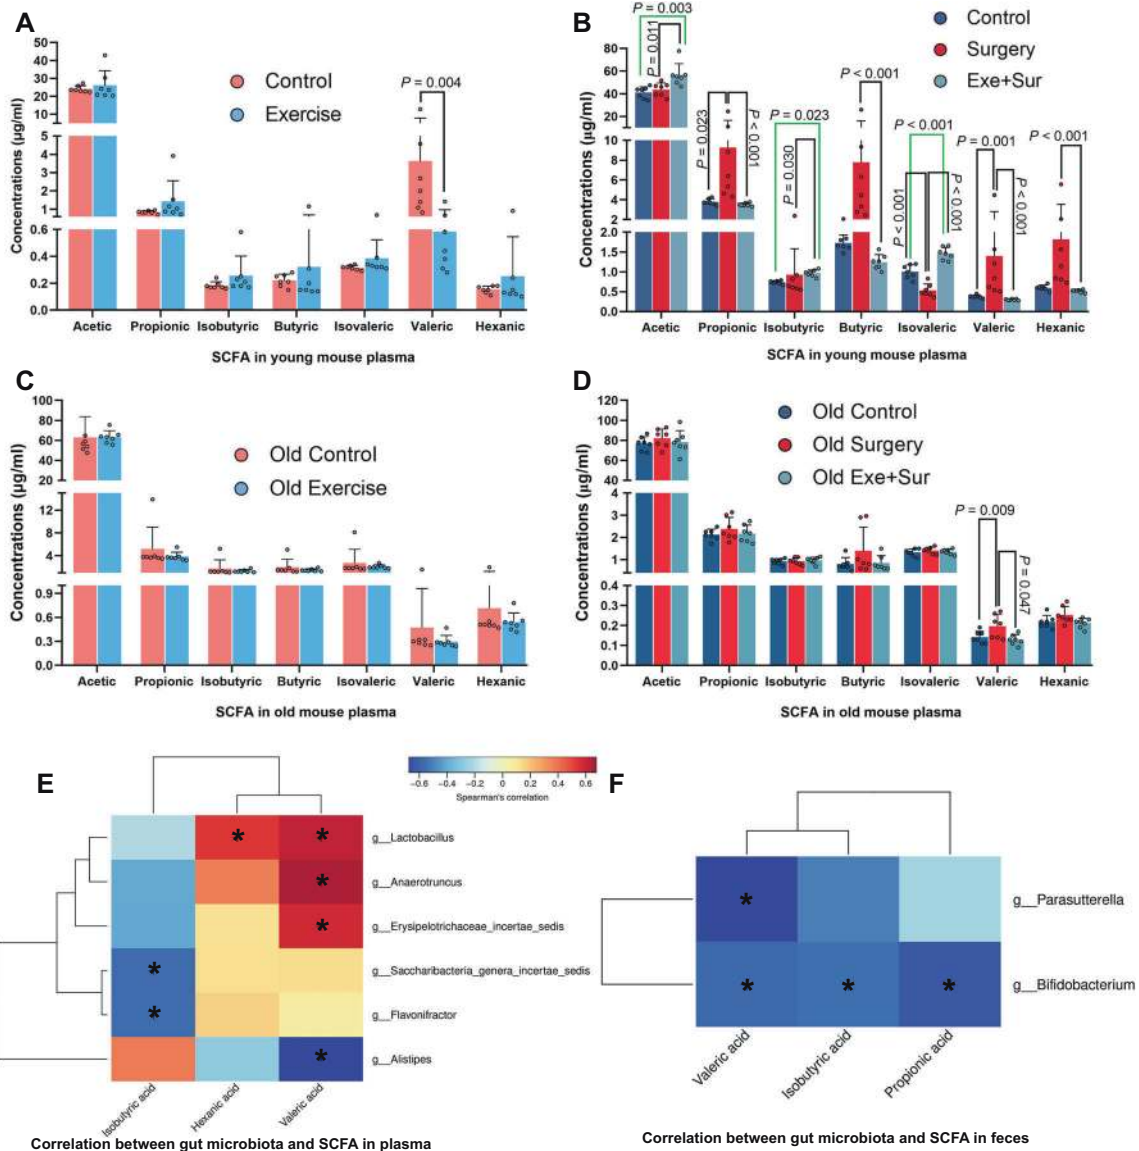 A
Concentrations (µg/ml)
50
40
30
20
10
5
4
3
2
1
0.6
0.4
0.2
0.0
Control
Exercise
P = 0.004
Acetic Propionic Isobutyric Butyric Isovaleric Valeric Hexanic
SCFA in young mouse plasma
B
Concentrations (µg/ml)
80
60
40
20
10
8
6
4
2
2.0
1.5
1.0
0.5
0.0
Control
Surgery
Exe+Sur
P = 0.003
P = 0.011
P = 0.023
P < 0.001
P = 0.023
P = 0.030
P < 0.001
P < 0.001
P < 0.001
P < 0.001
P = 0.001
P < 0.001
P < 0.001
Acetic Propionic Isobutyric Butyric Isovaleric Valeric Hexanic
SCFA in young mouse plasma
C
Concentrations (µg/ml)
100
80
60
40
20
12
8
4
0.9
0.6
0.3
0.0
Old Control
Old Exercise
Acetic Propionic Isobutyric Butyric Isovaleric Valeric Hexanic
SCFA in old mouse plasma
D
Concentrations (µg/ml)
120
100
80
60
40
4
3
2
1
0.4
0.3
0.2
0.1
0.0
Old Control
Old Surgery
Old Exe+Sur
P = 0.009
P = 0.047
Acetic Propionic Isobutyric Butyric Isovaleric Valeric Hexanic
SCFA in old mouse plasma
E
−0.6 −0.4 −0.2 0 0.2 0.4 0.6
Spearman's correlation
* * g__Lactobacillus
* g__Anaerotruncus
* g__Erysipelotrichaceae_incertae_sedis
* g__Saccharibacteria_genera_incertae_sedis
* g__Flavonifractor
* g__Alistipes
Isobutyric acid Hexanic acid Valeric acid
Correlation between gut microbiota and SCFA in plasma
F
* g__Parasutterella
* * * g__Bifidobacterium
Valeric acid Isobutyric acid Propionic acid
Correlation between gut microbiota and SCFA in feces